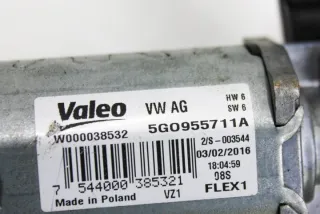 Valeo VW AG HW 6
SW 6
W000038532 5G0955711A
2/S -003544
03/02/2016
18:04:59
08S
7 544000 385321 FLEX1
Made in Poland VZ1